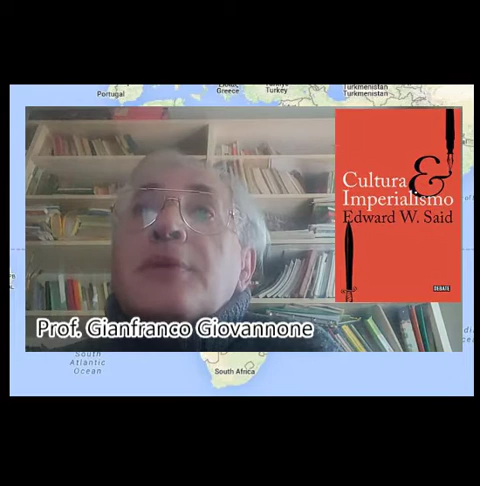 Portugal
Greece
Turkey
Turkmenistan
Turkmenistan
Cultura &
Imperialismo
Edward W. Said
DEBATE
Prof. Gianfranco Giovannone
South
Atlantic
Ocean
South Africa